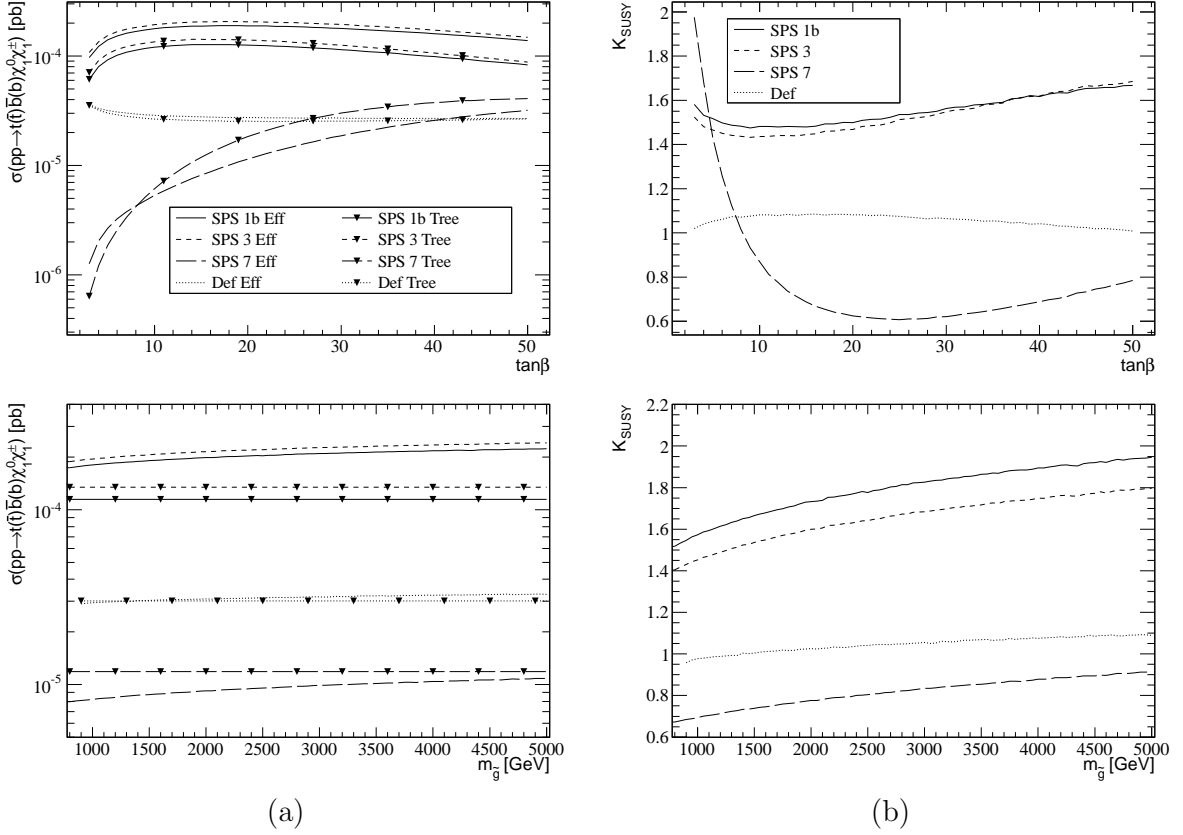 σ(pp→t(t̄)b̄(b)χ₁⁰χ₁±) [pb]
10⁻⁴
10⁻⁵
10⁻⁶
SPS 1b Eff
SPS 3 Eff
SPS 7 Eff
Def Eff
SPS 1b Tree
SPS 3 Tree
SPS 7 Tree
Def Tree
10 20 30 40 50
tanβ
K_SUSY
2
1.8
1.6
1.4
1.2
1
0.8
0.6
SPS 1b
SPS 3
SPS 7
Def
10 20 30 40 50
tanβ
σ(pp→t(t̄)b̄(b)χ₁⁰χ₁±) [pb]
10⁻⁴
10⁻⁵
1000 1500 2000 2500 3000 3500 4000 4500 5000
m_g̃ [GeV]
K_SUSY
2.2
2
1.8
1.6
1.4
1.2
1
0.8
0.6
1000 1500 2000 2500 3000 3500 4000 4500 5000
m_g̃ [GeV]
(a)
(b)